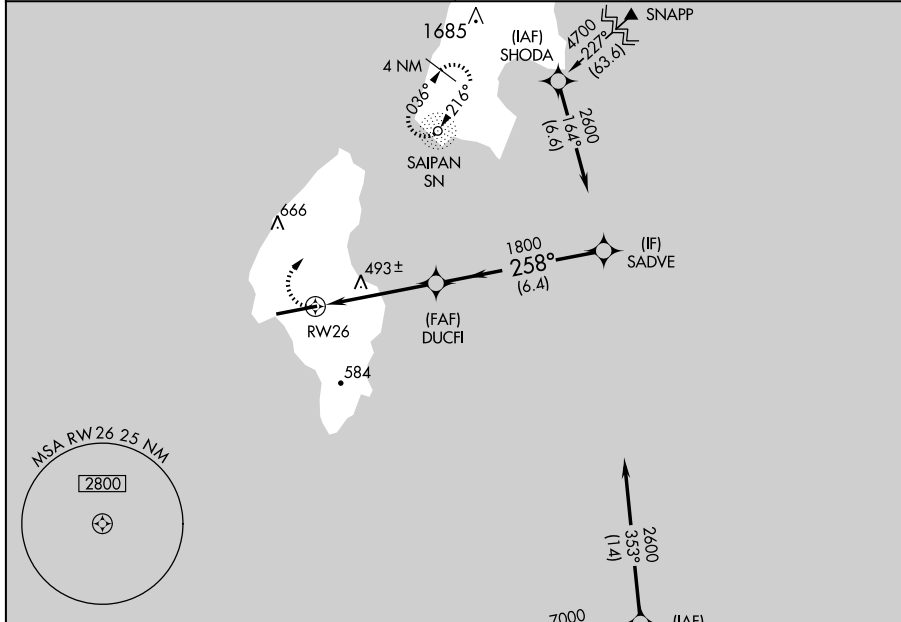 1685
(IAF)
SHODA
SNAPP
4700
227°
(63.6)
4 NM
036°
216°
2600
164°
(6.6)
SAIPAN
SN
666
493±
1800
258°
(6.4)
(IF)
SADVE
RW26
(FAF)
DUCFI
584
MSA RW26 25 NM
2800
2600
353°
(14)
7000
(IAF)